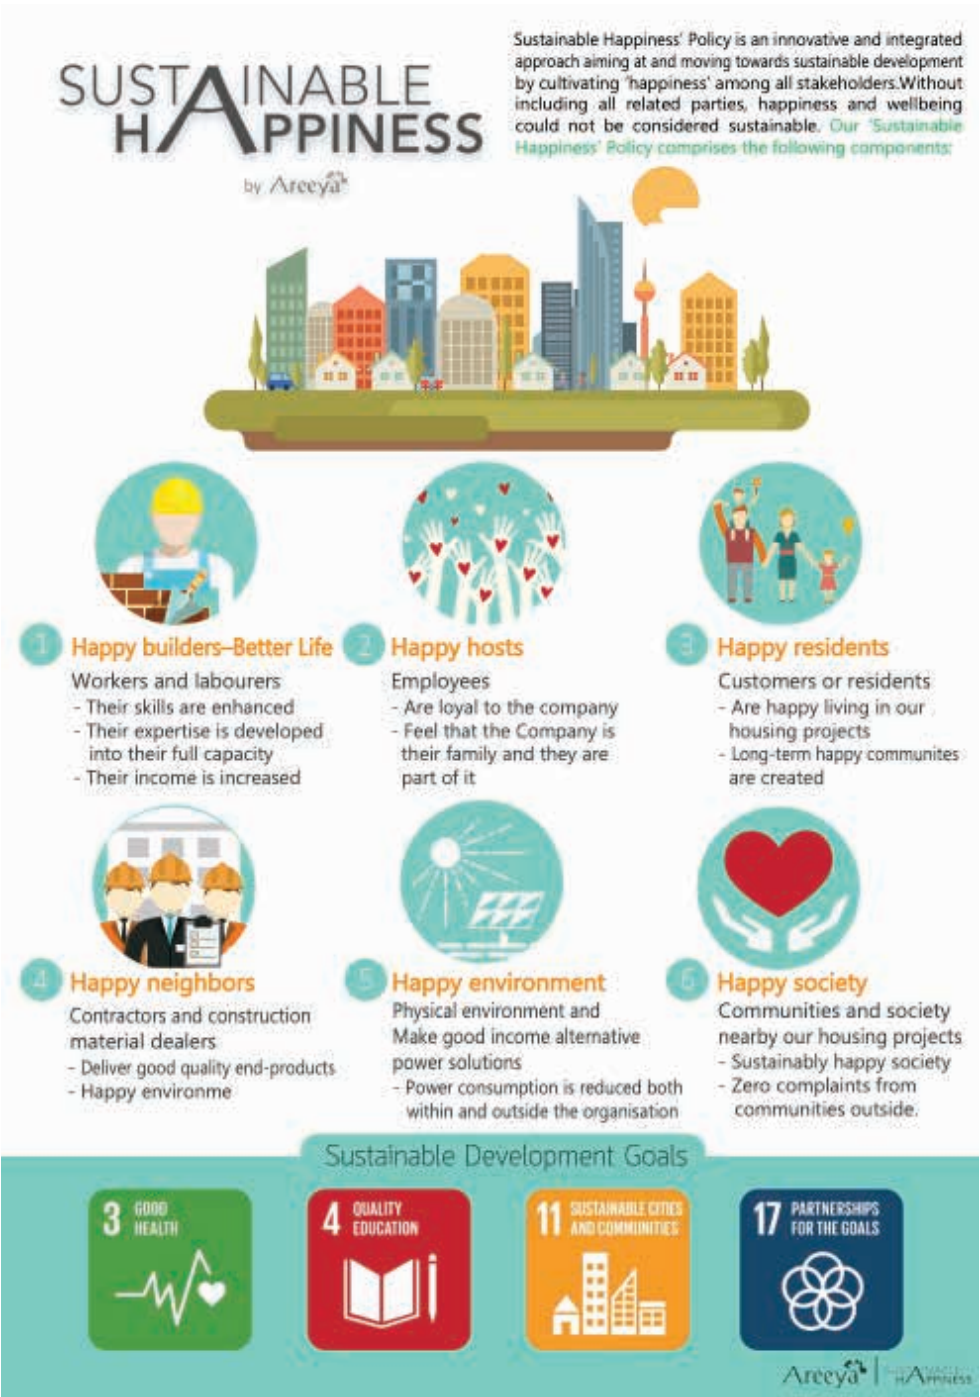 SUSTAINABLE
HAPPINESS
by Areeya
Sustainable Happiness' Policy is an innovative and integrated
approach aiming at and moving towards sustainable development
by cultivating 'happiness' among all stakeholders.Without
including all related parties, happiness and wellbeing
could not be considered sustainable. Our 'Sustainable
Happiness' Policy comprises the following components:
1 Happy builders–Better Life
Workers and labourers
- Their skills are enhanced
- Their expertise is developed
into their full capacity
- Their income is increased
2 Happy hosts
Employees
- Are loyal to the company
- Feel that the Company is
their family and they are
part of it
3 Happy residents
Customers or residents
- Are happy living in our
housing projects
- Long-term happy communites
are created
4 Happy neighbors
Contractors and construction
material dealers
- Deliver good quality end-products
- Happy environme
5 Happy environment
Physical environment and
Make good income alternative
power solutions
- Power consumption is reduced both
within and outside the organisation
6 Happy society
Communities and society
nearby our housing projects
- Sustainably happy society
- Zero complaints from
communities outside.
Sustainable Development Goals
3 GOOD
HEALTH
4 QUALITY
EDUCATION
11 SUSTAINABLE CITIES
AND COMMUNITIES
17 PARTNERSHIPS
FOR THE GOALS
Areeya
SUSTAINABLE
HAPPINESS